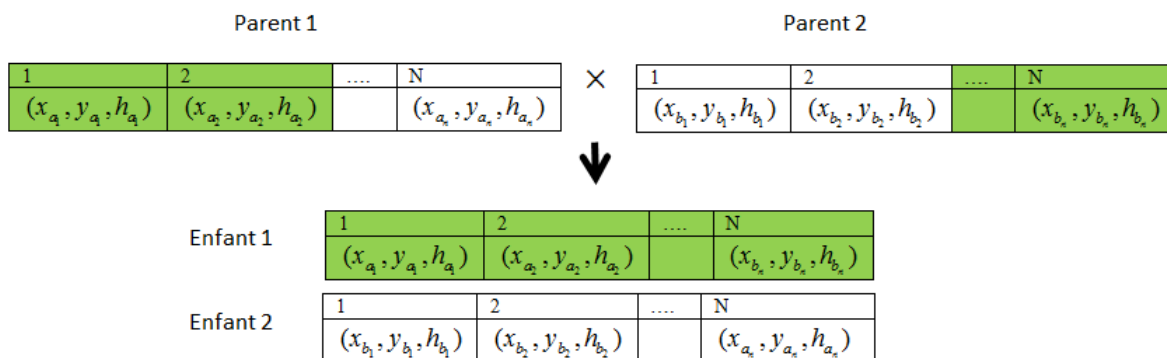 Parent 1 Parent 2
1 2 .... N 1 2 .... N
(x_{a_1}, y_{a_1}, h_{a_1}) (x_{a_2}, y_{a_2}, h_{a_2}) (x_{a_n}, y_{a_n}, h_{a_n}) × (x_{b_1}, y_{b_1}, h_{b_1}) (x_{b_2}, y_{b_2}, h_{b_2}) (x_{b_n}, y_{b_n}, h_{b_n})
1 2 .... N
Enfant 1 (x_{a_1}, y_{a_1}, h_{a_1}) (x_{a_2}, y_{a_2}, h_{a_2}) (x_{b_n}, y_{b_n}, h_{b_n})
1 2 .... N
Enfant 2 (x_{b_1}, y_{b_1}, h_{b_1}) (x_{b_2}, y_{b_2}, h_{b_2}) (x_{a_n}, y_{a_n}, h_{a_n})